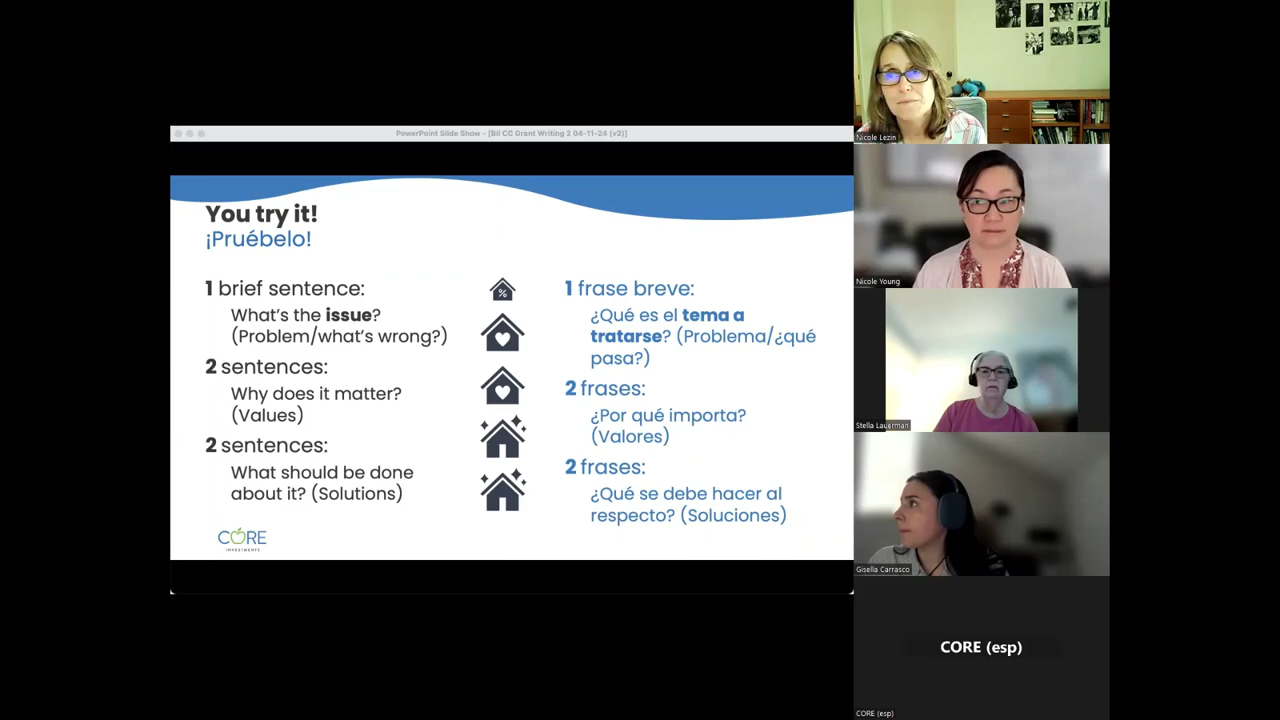 PowerPoint Slide Show - [Bil CC Grant Writing 2 04-11-24 (v2)]
You try it!
¡Pruébelo!
1 brief sentence:
What's the issue?
(Problem/what's wrong?)
2 sentences:
Why does it matter?
(Values)
2 sentences:
What should be done
about it? (Solutions)
%
1 frase breve:
¿Qué es el tema a
tratarse? (Problema/¿qué
pasa?)
2 frases:
¿Por qué importa?
(Valores)
2 frases:
¿Qué se debe hacer al
respecto? (Soluciones)
CORE
INVESTMENTS
Nicole Lezin
Nicole Young
Stella Lauerman
Gisella Carrasco
CORE (esp)
CORE (esp)